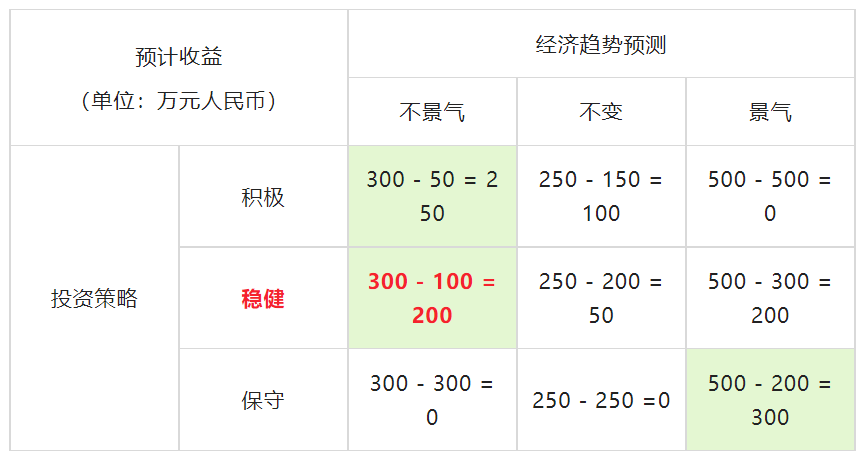 预计收益
（单位：万元人民币）
经济趋势预测
不景气
不变
景气
投资策略
积极
300 - 50 = 2
50
250 - 150 =
100
500 - 500 =
0
稳健
300 - 100 =
200
250 - 200 =
50
500 - 300 =
200
保守
300 - 300 =
0
250 - 250 =0
500 - 200 =
300